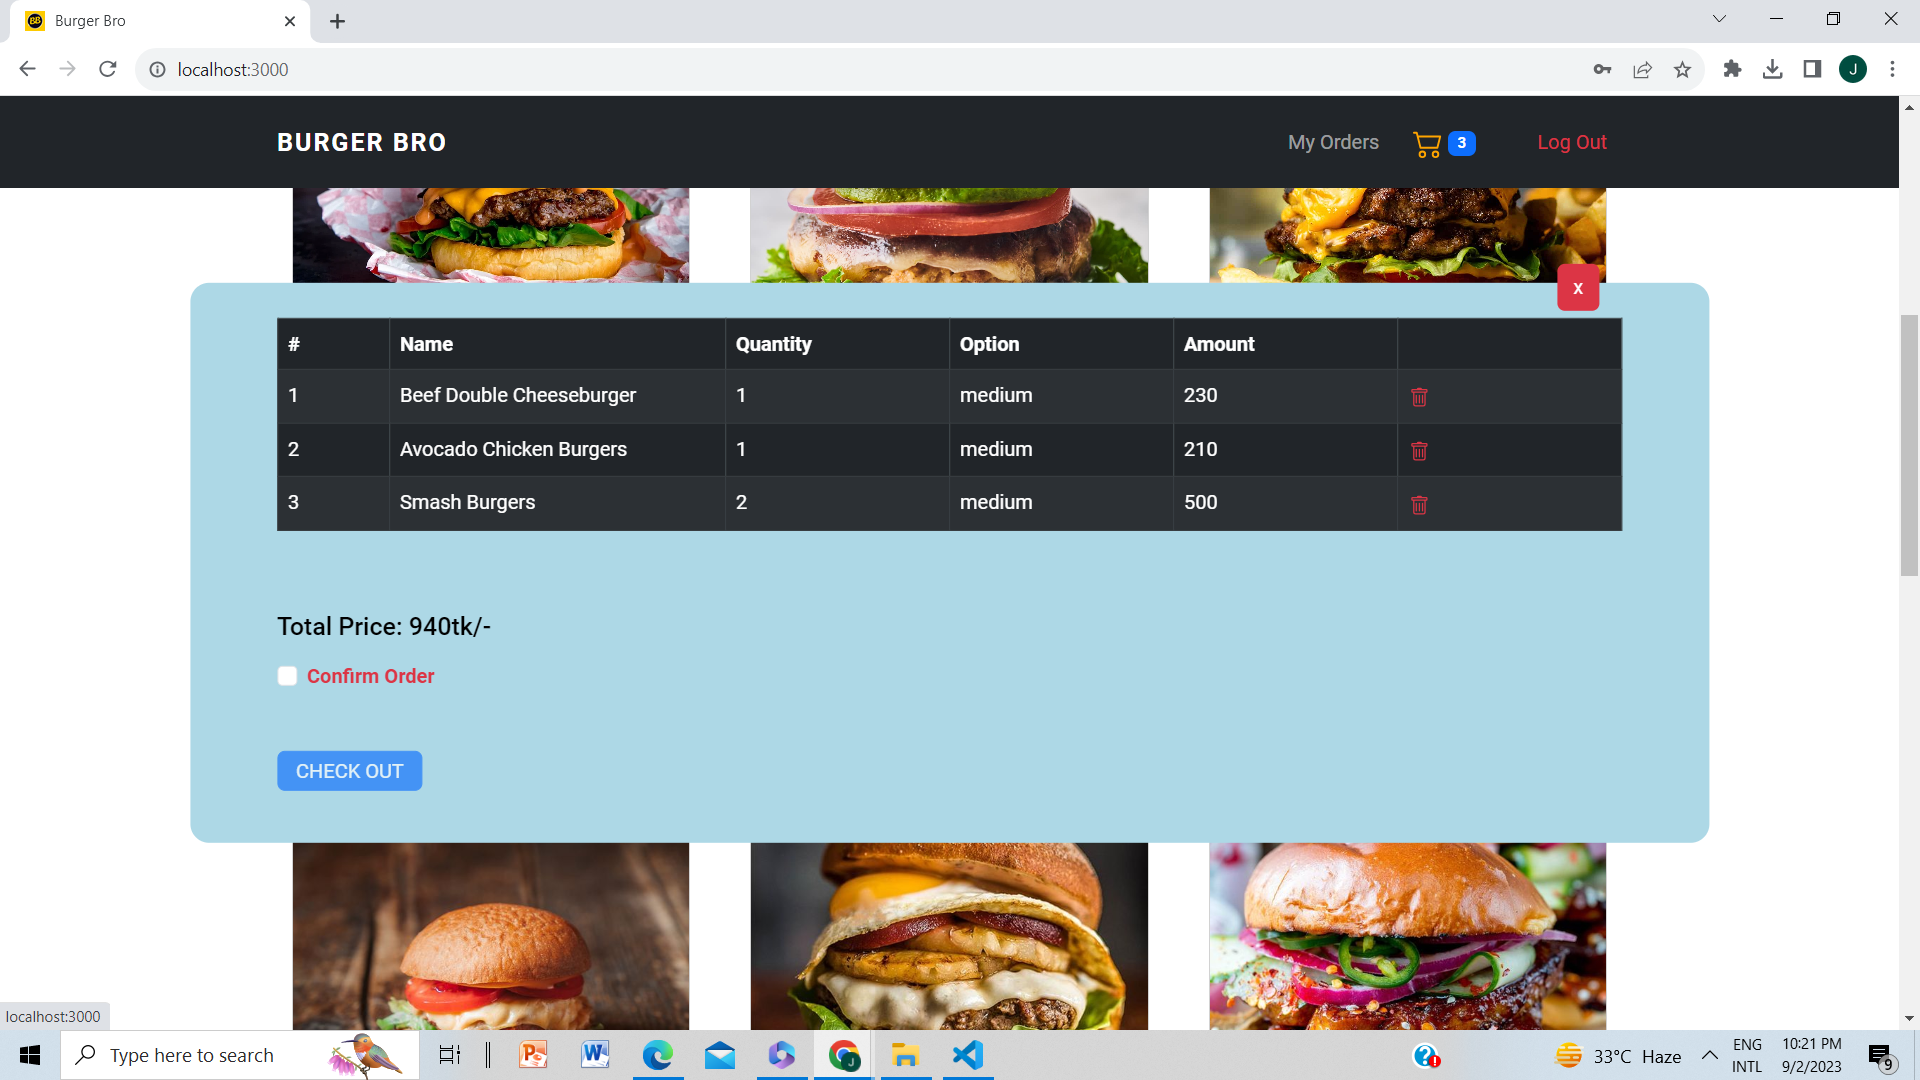 Burger Bro
localhost:3000
J
BURGER BRO
My Orders
3
Log Out
X
# Name Quantity Option Amount
1 Beef Double Cheeseburger 1 medium 230
2 Avocado Chicken Burgers 1 medium 210
3 Smash Burgers 2 medium 500
Total Price: 940tk/-
Confirm Order
CHECK OUT
localhost:3000
Type here to search
33°C Haze
ENG
INTL
10:21 PM
9/2/2023
9